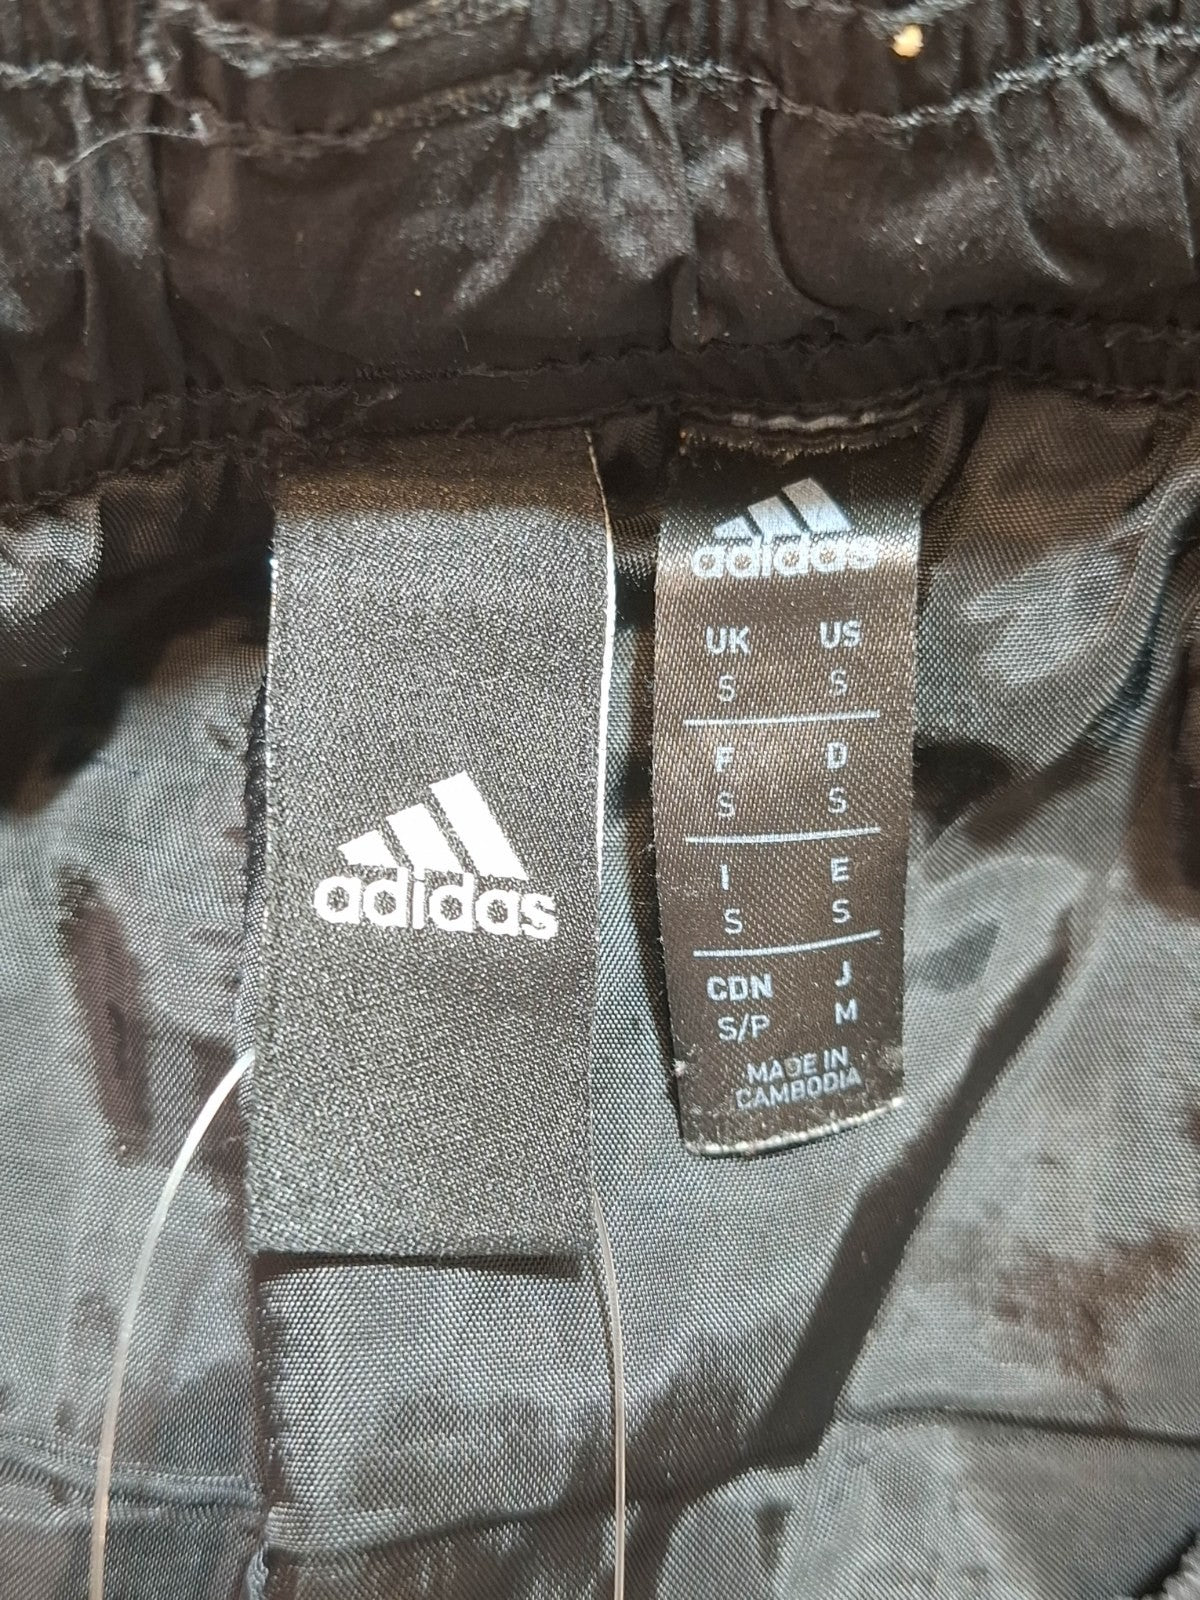 adidas
adidas
UK US
S S
F D
S S
I E
S S
CDN J
S/P M
MADE IN
CAMBODIA